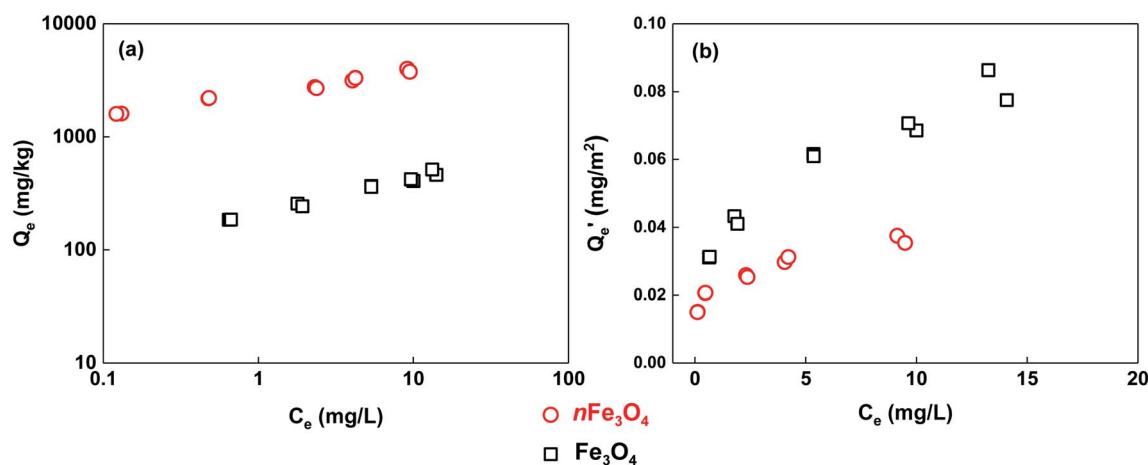 (a)
10000
1000
100
10
Qe (mg/kg)
0.1 1 10 100
Ce (mg/L)
(b)
0.10
0.08
0.06
0.04
0.02
0.00
Qe' (mg/m²)
0 5 10 15 20
Ce (mg/L)
nFe₃O₄
Fe₃O₄